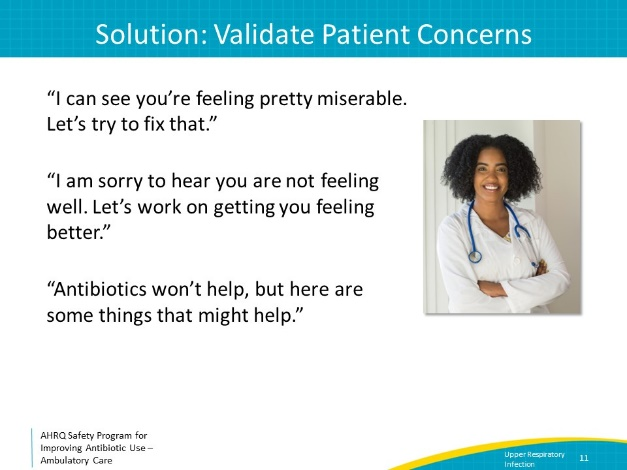 Solution: Validate Patient Concerns
“I can see you’re feeling pretty miserable.
Let’s try to fix that.”
“I am sorry to hear you are not feeling
well. Let’s work on getting you feeling
better.”
“Antibiotics won’t help, but here are
some things that might help.”
AHRQ Safety Program for
Improving Antibiotic Use –
Ambulatory Care
Upper Respiratory
Infection
11